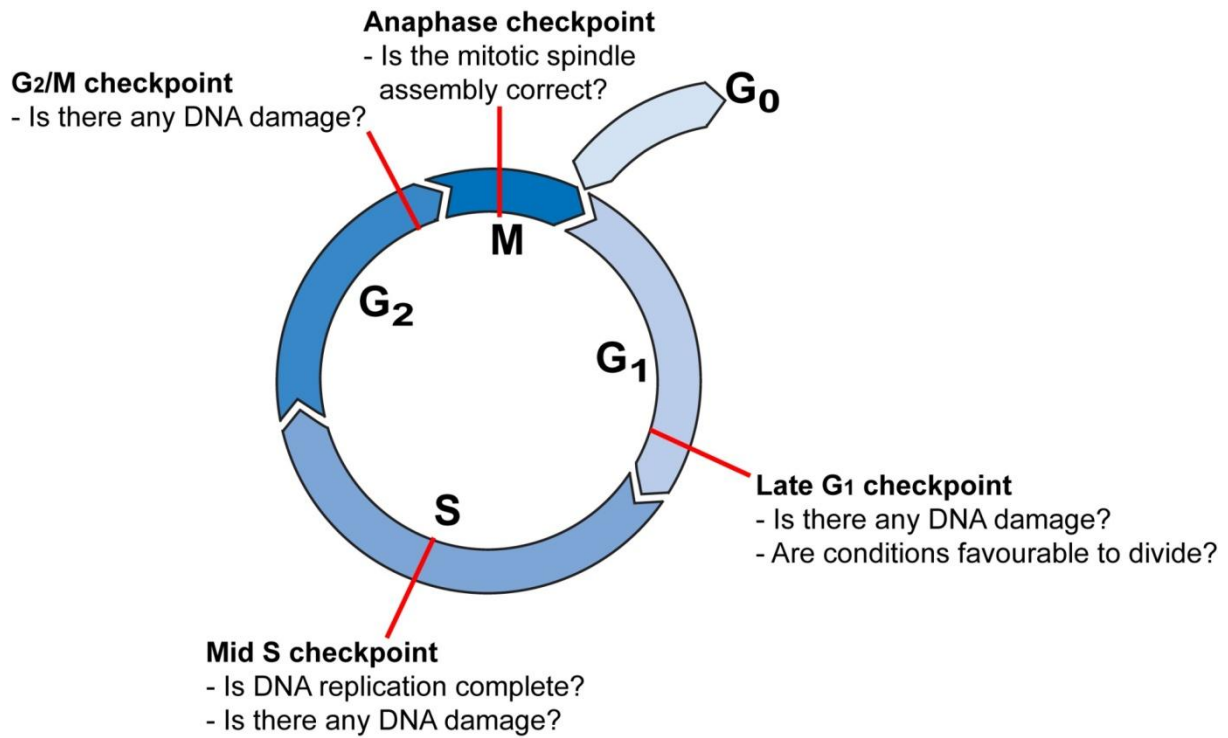 Anaphase checkpoint
- Is the mitotic spindle
assembly correct?
G2/M checkpoint
- Is there any DNA damage?
G0
M
G2
G1
S
Late G1 checkpoint
- Is there any DNA damage?
- Are conditions favourable to divide?
Mid S checkpoint
- Is DNA replication complete?
- Is there any DNA damage?